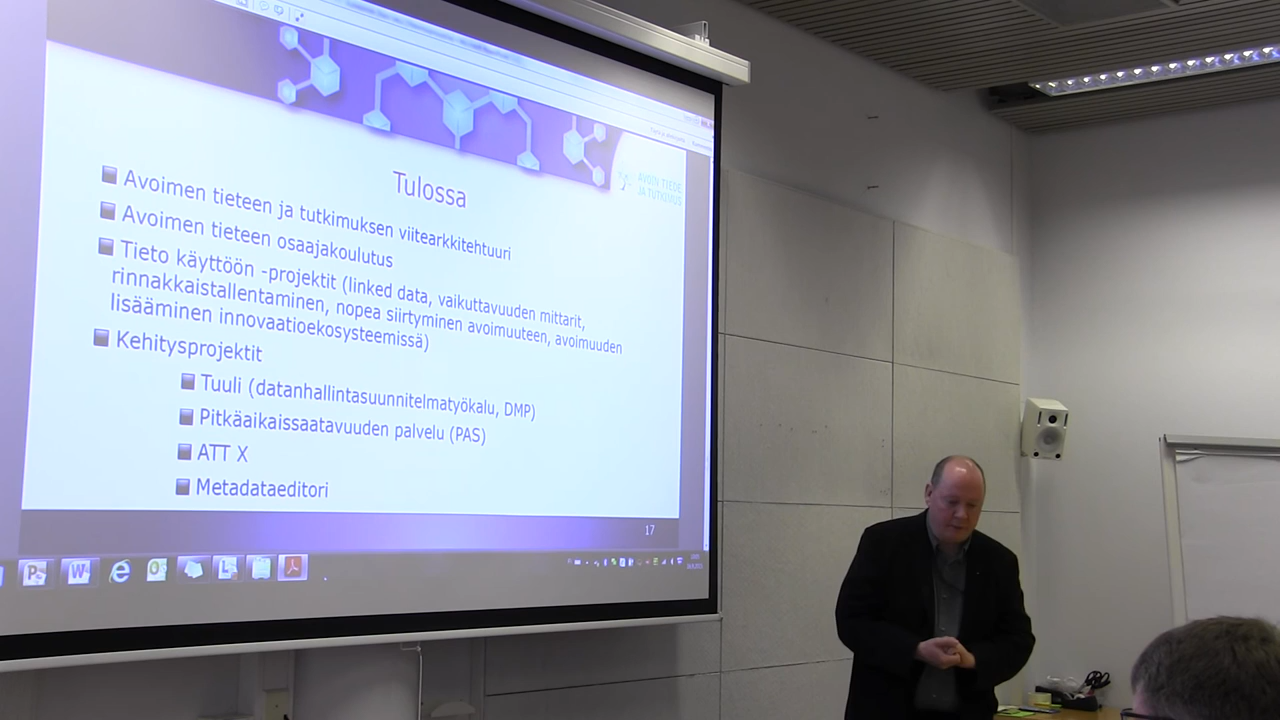 AVOIN TIEDE
JA TUTKIMUS
Tulossa
Avoimen tieteen ja tutkimuksen viitearkkitehtuuri
Avoimen tieteen osaajakoulutus
Tieto käyttöön -projektit (linked data, vaikuttavuuden mittarit,
rinnakkaistallentaminen, nopea siirtyminen avoimuuteen, avoimuuden
lisääminen innovaatioekosysteemissä)
Kehitysprojektit
Tuuli (datanhallintasuunnitelmatyökalu, DMP)
Pitkäaikaissaatavuuden palvelu (PAS)
ATT X
Metadataeditori
17